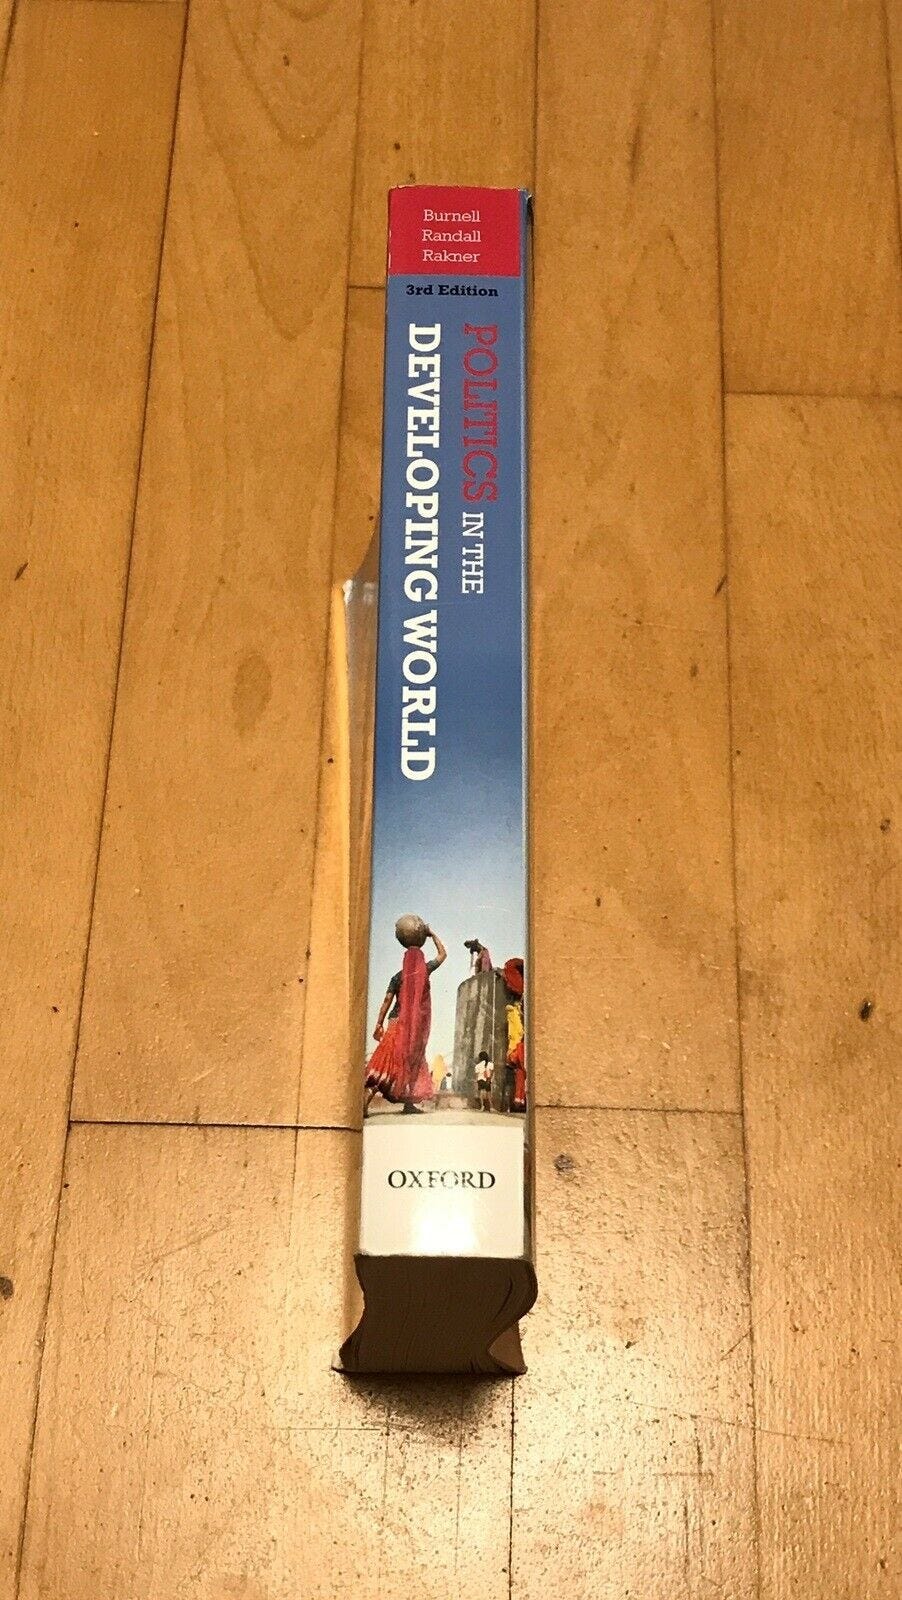 Burnell
Randall
Rakner
3rd Edition
POLITICS IN THE
DEVELOPING WORLD
OXFORD